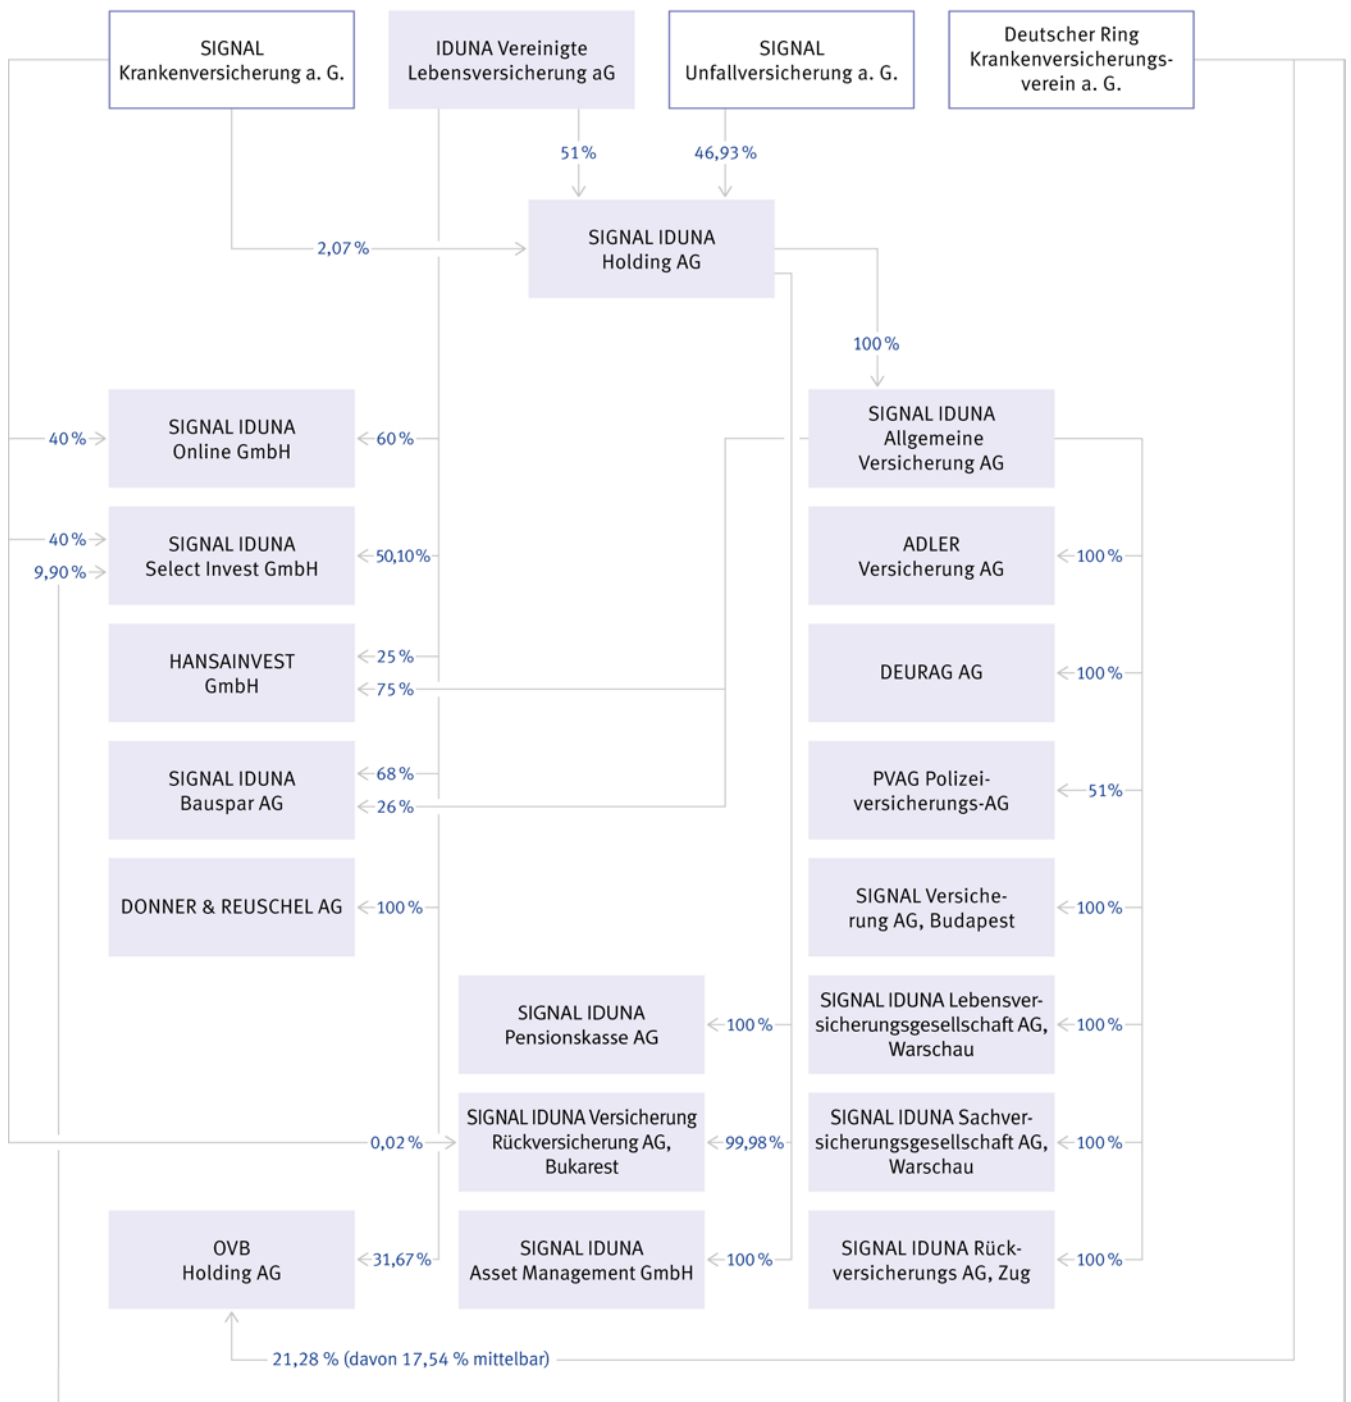 SIGNAL
Krankenversicherung a. G.
IDUNA Vereinigte
Lebensversicherung aG
SIGNAL
Unfallversicherung a. G.
Deutscher Ring
Krankenversicherungs-
verein a. G.
51 %
46,93 %
SIGNAL IDUNA
Holding AG
2,07 %
100 %
SIGNAL IDUNA
Online GmbH
40 %
60 %
SIGNAL IDUNA
Allgemeine
Versicherung AG
40 %
9,90 %
SIGNAL IDUNA
Select Invest GmbH
50,10 %
ADLER
Versicherung AG
100 %
HANSAINVEST
GmbH
25 %
75 %
DEURAG AG
100 %
SIGNAL IDUNA
Bauspar AG
68 %
26 %
PVAG Polizei-
versicherungs-AG
51 %
DONNER & REUSCHEL AG
100 %
SIGNAL Versiche-
rung AG, Budapest
100 %
SIGNAL IDUNA
Pensionskasse AG
100 %
SIGNAL IDUNA Lebensver-
sicherungsgesellschaft AG,
Warschau
100 %
0,02 %
SIGNAL IDUNA Versicherung
Rückversicherung AG,
Bukarest
99,98 %
SIGNAL IDUNA Sachver-
sicherungsgesellschaft AG,
Warschau
100 %
OVB
Holding AG
31,67 %
SIGNAL IDUNA
Asset Management GmbH
100 %
SIGNAL IDUNA Rück-
versicherungs AG, Zug
100 %
21,28 % (davon 17,54 % mittelbar)